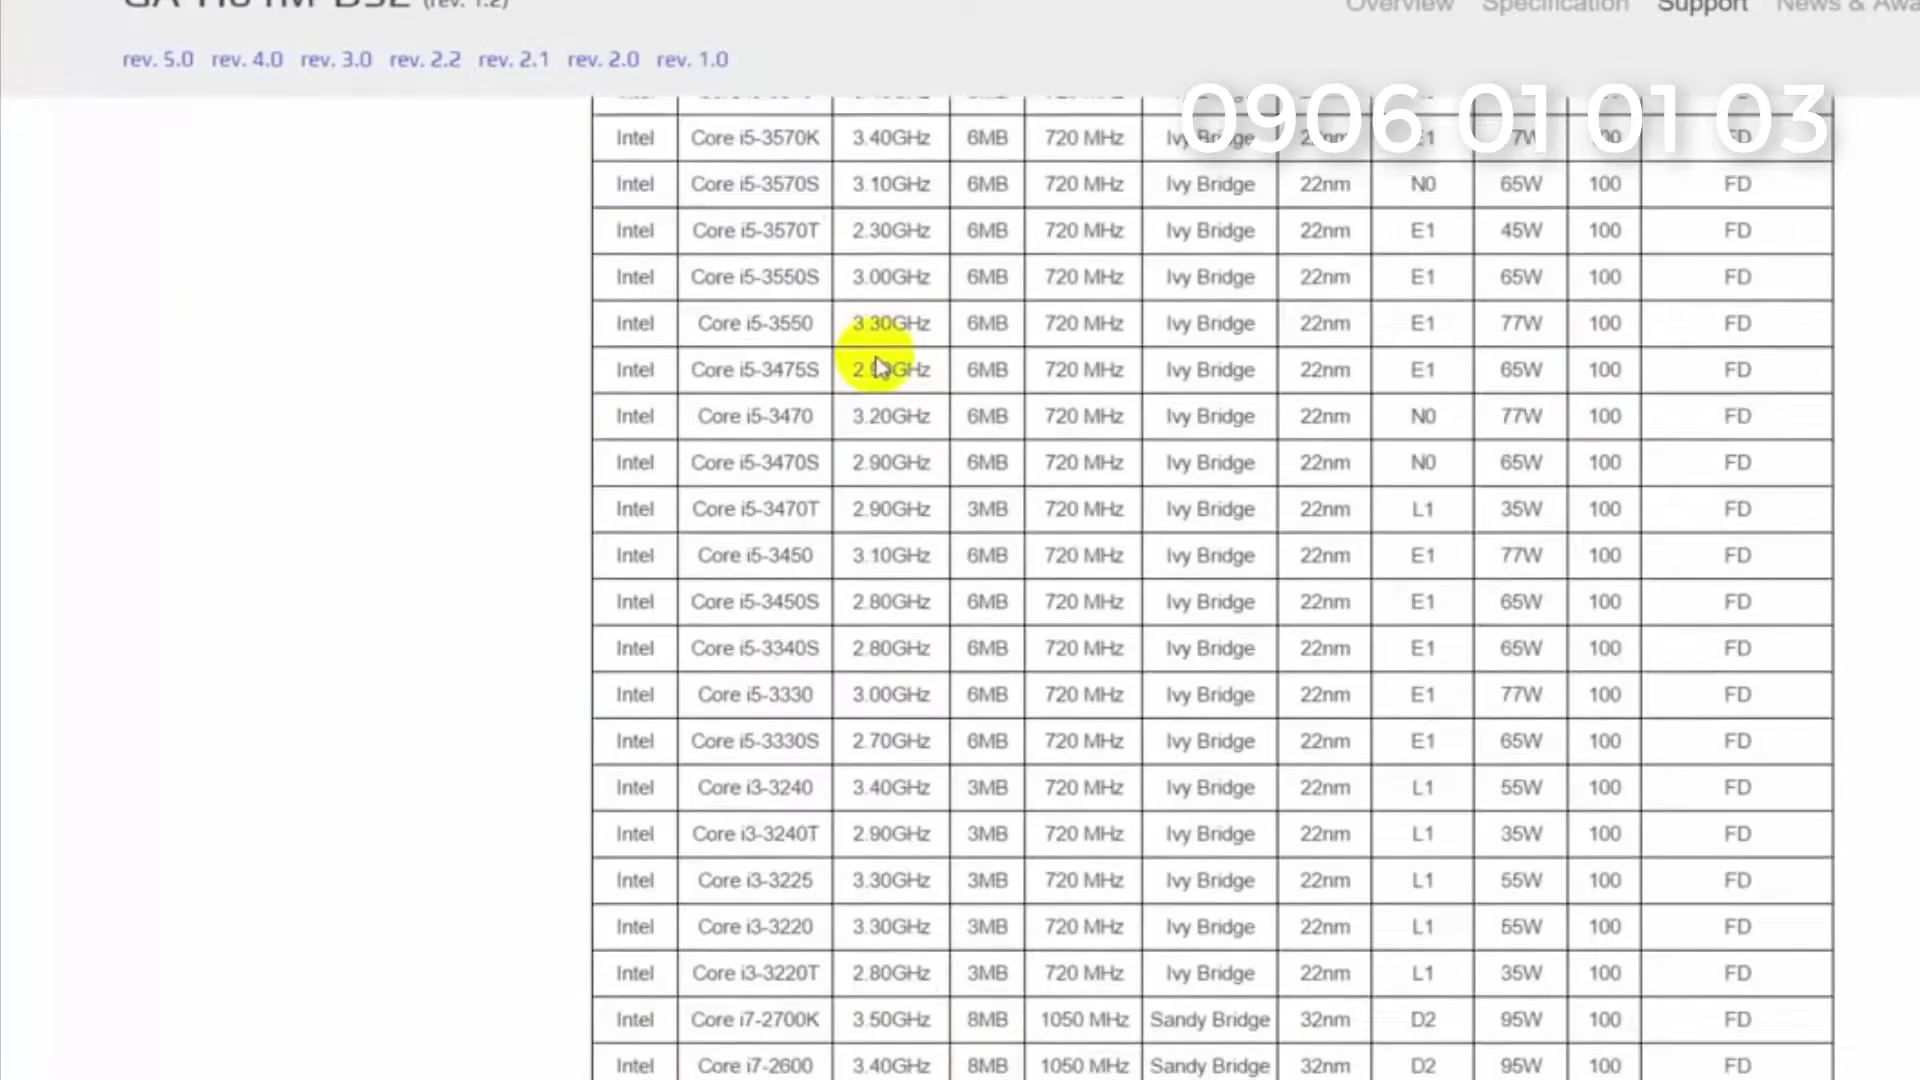 (rev. 1.2)
Overview Specification Support News & Awa
rev. 5.0 rev. 4.0 rev. 3.0 rev. 2.2 rev. 2.1 rev. 2.0 rev. 1.0
0906 01 01 03
Intel Core i5-3570K 3.40GHz 6MB 720 MHz Ivy Bridge E1 77W FD
Intel Core i5-3570S 3.10GHz 6MB 720 MHz Ivy Bridge 22nm N0 65W 100 FD
Intel Core i5-3570T 2.30GHz 6MB 720 MHz Ivy Bridge 22nm E1 45W 100 FD
Intel Core i5-3550S 3.00GHz 6MB 720 MHz Ivy Bridge 22nm E1 65W 100 FD
Intel Core i5-3550 3.30GHz 6MB 720 MHz Ivy Bridge 22nm E1 77W 100 FD
Intel Core i5-3475S 6MB 720 MHz Ivy Bridge 22nm E1 65W 100 FD
Intel Core i5-3470 3.20GHz 6MB 720 MHz Ivy Bridge 22nm N0 77W 100 FD
Intel Core i5-3470S 2.90GHz 6MB 720 MHz Ivy Bridge 22nm N0 65W 100 FD
Intel Core i5-3470T 2.90GHz 3MB 720 MHz Ivy Bridge 22nm L1 35W 100 FD
Intel Core i5-3450 3.10GHz 6MB 720 MHz Ivy Bridge 22nm E1 77W 100 FD
Intel Core i5-3450S 2.80GHz 6MB 720 MHz Ivy Bridge 22nm E1 65W 100 FD
Intel Core i5-3340S 2.80GHz 6MB 720 MHz Ivy Bridge 22nm E1 65W 100 FD
Intel Core i5-3330 3.00GHz 6MB 720 MHz Ivy Bridge 22nm E1 77W 100 FD
Intel Core i5-3330S 2.70GHz 6MB 720 MHz Ivy Bridge 22nm E1 65W 100 FD
Intel Core i3-3240 3.40GHz 3MB 720 MHz Ivy Bridge 22nm L1 55W 100 FD
Intel Core i3-3240T 2.90GHz 3MB 720 MHz Ivy Bridge 22nm L1 35W 100 FD
Intel Core i3-3225 3.30GHz 3MB 720 MHz Ivy Bridge 22nm L1 55W 100 FD
Intel Core i3-3220 3.30GHz 3MB 720 MHz Ivy Bridge 22nm L1 55W 100 FD
Intel Core i3-3220T 2.80GHz 3MB 720 MHz Ivy Bridge 22nm L1 35W 100 FD
Intel Core i7-2700K 3.50GHz 8MB 1050 MHz Sandy Bridge 32nm D2 95W 100 FD
Intel Core i7-2600 3.40GHz 8MB 1050 MHz Sandy Bridge 32nm D2 95W 100 FD